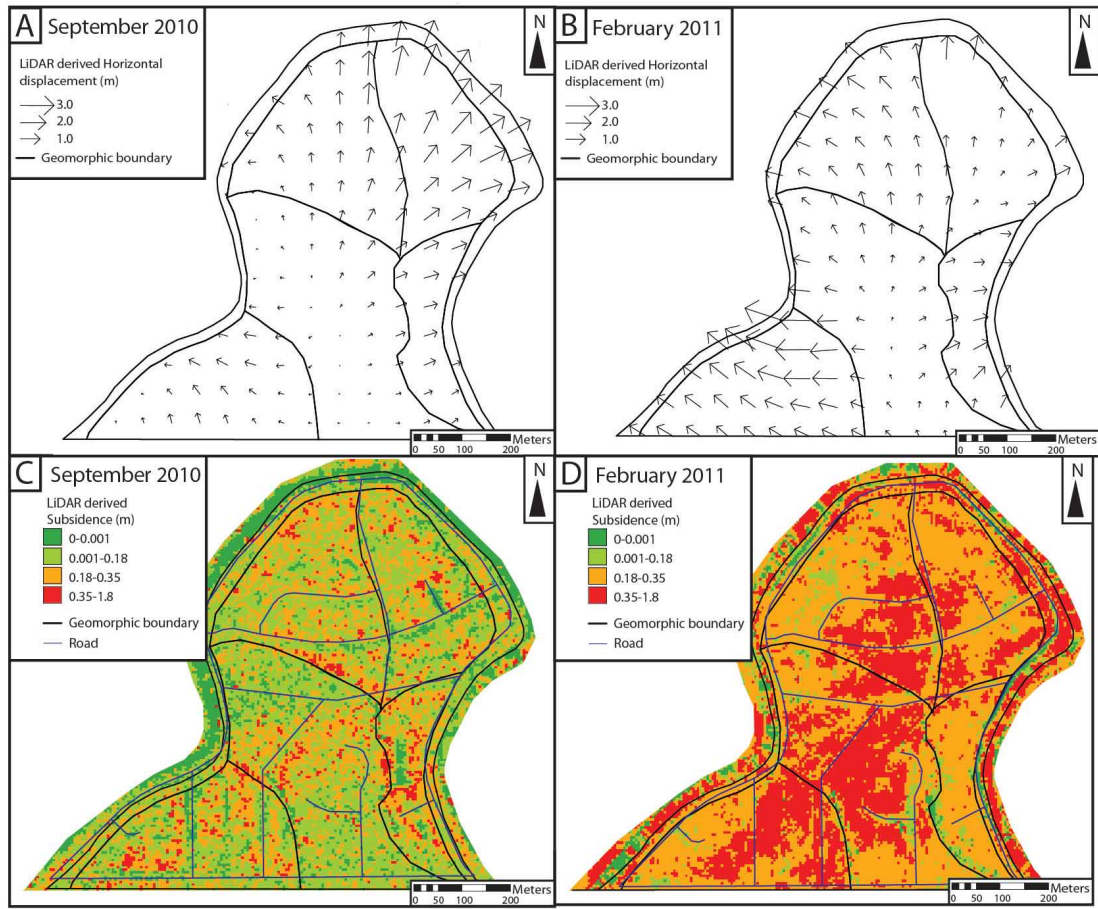 A September 2010
LiDAR derived Horizontal
displacement (m)
3.0
2.0
1.0
Geomorphic boundary
N
Meters
0 50 100 200
B February 2011
LiDAR derived Horizontal
displacement (m)
3.0
2.0
1.0
Geomorphic boundary
N
Meters
0 50 100 200
C September 2010
LiDAR derived
Subsidence (m)
0-0.001
0.001-0.18
0.18-0.35
0.35-1.8
Geomorphic boundary
Road
N
Meters
0 50 100 200
D February 2011
LiDAR derived
Subsidence (m)
0-0.001
0.001-0.18
0.18-0.35
0.35-1.8
Geomorphic boundary
Road
N
Meters
0 50 100 200